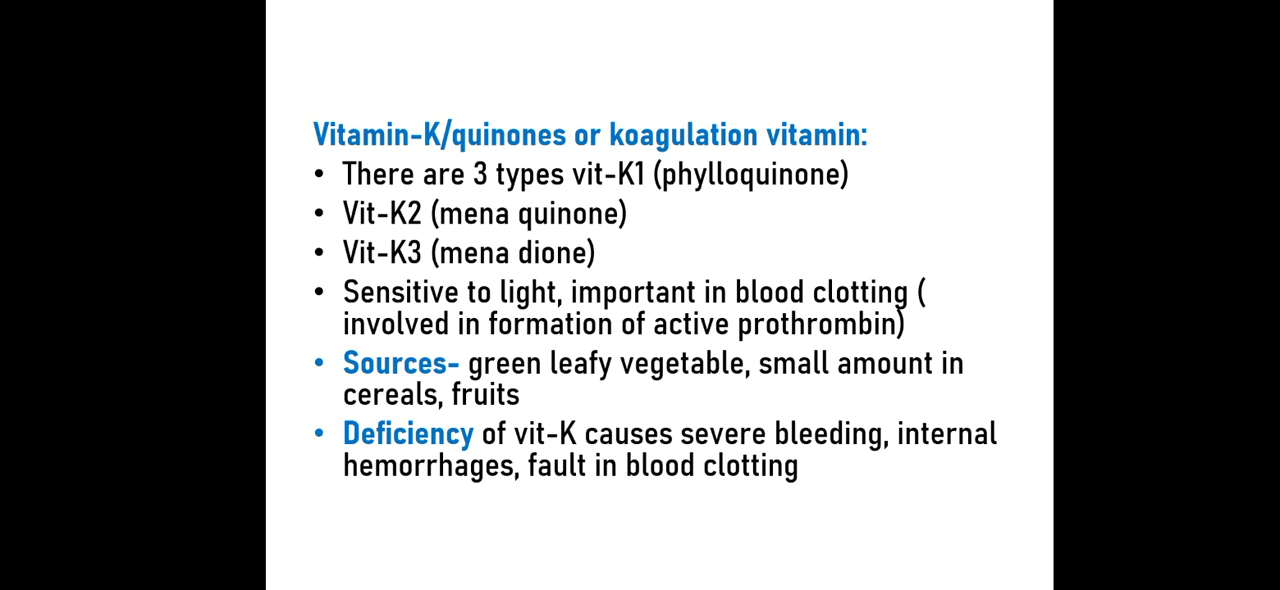 Vitamin-K/quinones or koagulation vitamin:
• There are 3 types vit-K1 (phylloquinone)
• Vit-K2 (mena quinone)
• Vit-K3 (mena dione)
• Sensitive to light, important in blood clotting (
involved in formation of active prothrombin)
• Sources- green leafy vegetable, small amount in
cereals, fruits
• Deficiency of vit-K causes severe bleeding, internal
hemorrhages, fault in blood clotting